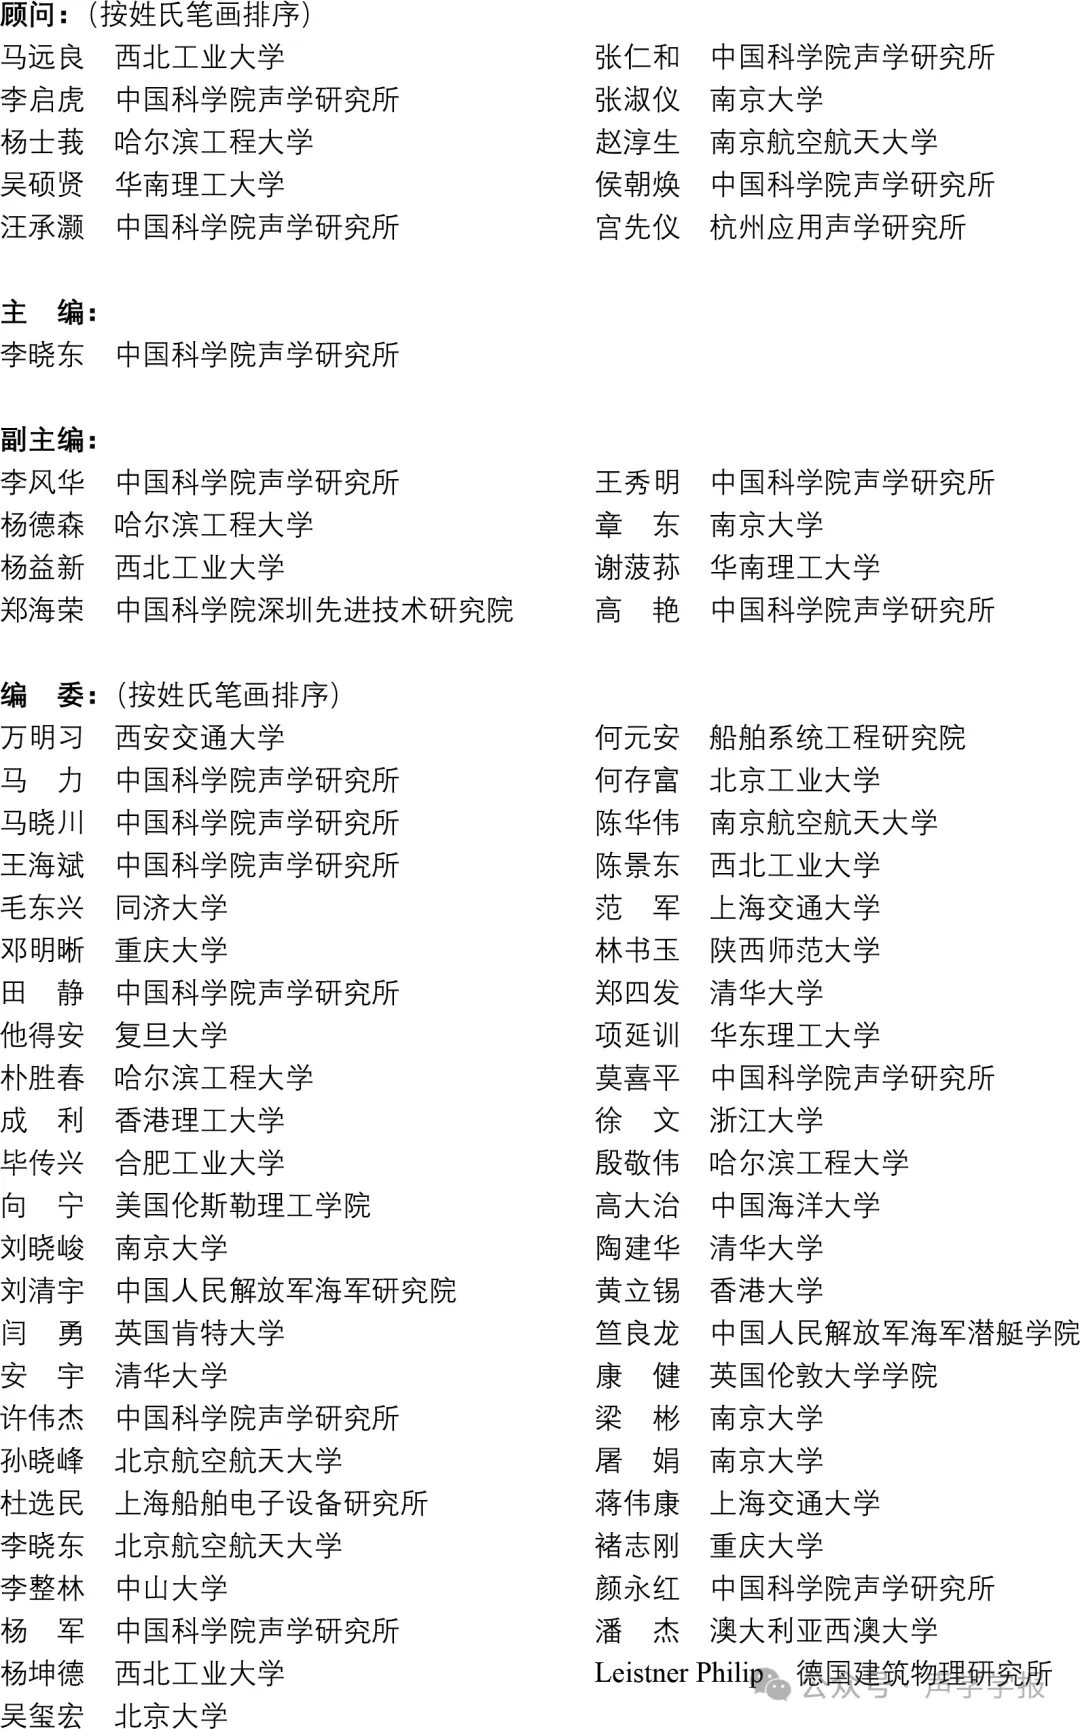 顾问：（按姓氏笔画排序）
马远良 西北工业大学 张仁和 中国科学院声学研究所
李启虎 中国科学院声学研究所 张淑仪 南京大学
杨士莪 哈尔滨工程大学 赵淳生 南京航空航天大学
吴硕贤 华南理工大学 侯朝焕 中国科学院声学研究所
汪承灏 中国科学院声学研究所 宫先仪 杭州应用声学研究所
主 编：
李晓东 中国科学院声学研究所
副主编：
李风华 中国科学院声学研究所 王秀明 中国科学院声学研究所
杨德森 哈尔滨工程大学 章 东 南京大学
杨益新 西北工业大学 谢菠荪 华南理工大学
郑海荣 中国科学院深圳先进技术研究院 高 艳 中国科学院声学研究所
编 委：（按姓氏笔画排序）
万明习 西安交通大学 何元安 船舶系统工程研究院
马 力 中国科学院声学研究所 何存富 北京工业大学
马晓川 中国科学院声学研究所 陈华伟 南京航空航天大学
王海斌 中国科学院声学研究所 陈景东 西北工业大学
毛东兴 同济大学 范 军 上海交通大学
邓明晰 重庆大学 林书玉 陕西师范大学
田 静 中国科学院声学研究所 郑四发 清华大学
他得安 复旦大学 项延训 华东理工大学
朴胜春 哈尔滨工程大学 莫喜平 中国科学院声学研究所
成 利 香港理工大学 徐 文 浙江大学
毕传兴 合肥工业大学 殷敬伟 哈尔滨工程大学
向 宁 美国伦斯勒理工学院 高大治 中国海洋大学
刘晓峻 南京大学 陶建华 清华大学
刘清宇 中国人民解放军海军研究院 黄立锡 香港大学
闫 勇 英国肯特大学 笪良龙 中国人民解放军海军潜艇学院
安 宇 清华大学 康 健 英国伦敦大学学院
许伟杰 中国科学院声学研究所 梁 彬 南京大学
孙晓峰 北京航空航天大学 屠 娟 南京大学
杜选民 上海船舶电子设备研究所 蒋伟康 上海交通大学
李晓东 北京航空航天大学 褚志刚 重庆大学
李整林 中山大学 颜永红 中国科学院声学研究所
杨 军 中国科学院声学研究所 潘 杰 澳大利亚西澳大学
杨坤德 西北工业大学 Leistner Philip 德国建筑物理研究所
吴玺宏 北京大学
公众号 · 声学学报